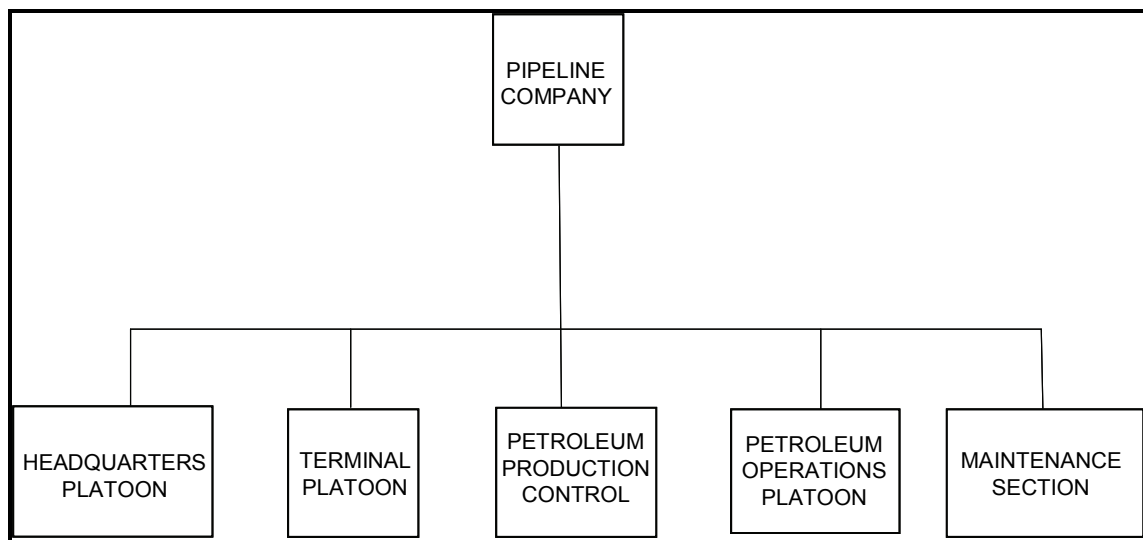 PIPELINE
COMPANY
HEADQUARTERS
PLATOON
TERMINAL
PLATOON
PETROLEUM
PRODUCTION
CONTROL
PETROLEUM
OPERATIONS
PLATOON
MAINTENANCE
SECTION